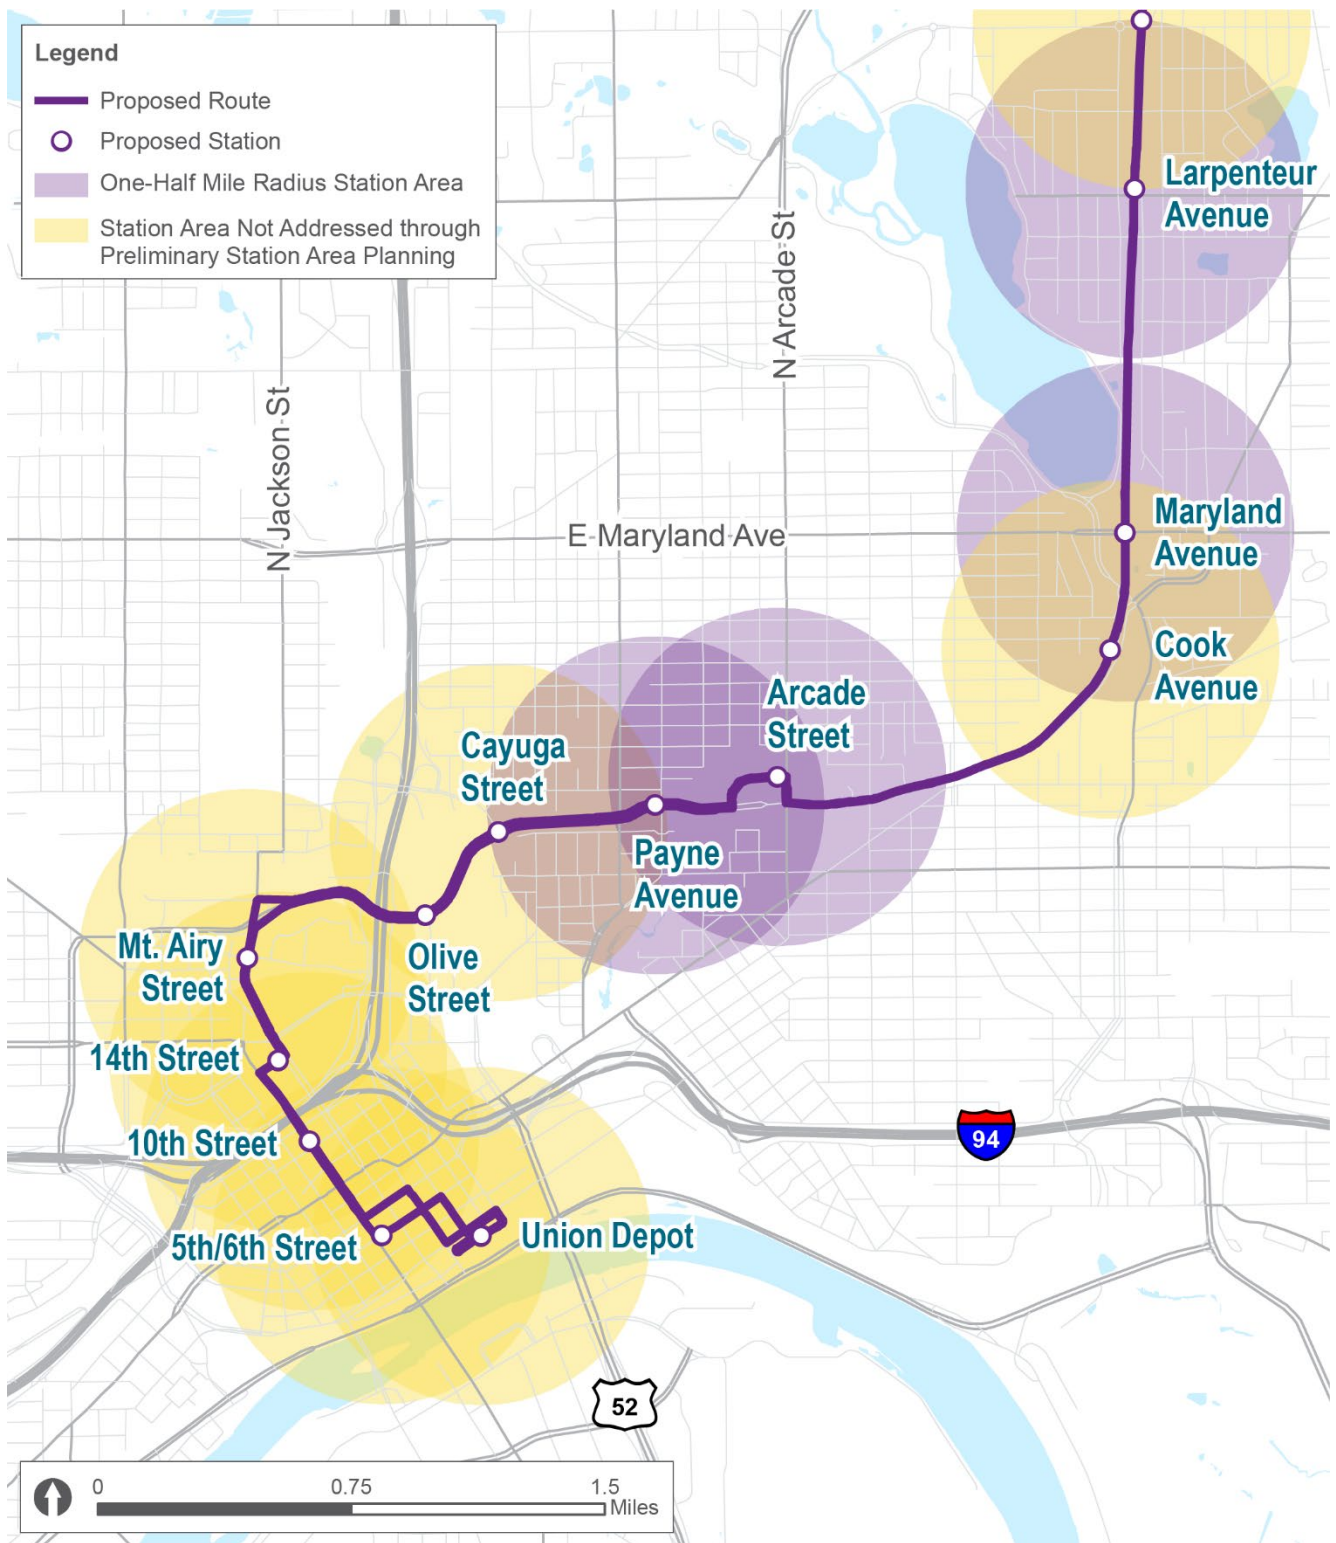 Legend
Proposed Route
Proposed Station
One-Half Mile Radius Station Area
Station Area Not Addressed through
Preliminary Station Area Planning
Larpenteur
Avenue
N Arcade St
N Jackson St
E Maryland Ave
Maryland
Avenue
Cook
Avenue
Arcade
Street
Cayuga
Street
Payne
Avenue
Mt. Airy
Street
Olive
Street
14th Street
10th Street
94
5th/6th Street
Union Depot
52
0 0.75 1.5
Miles